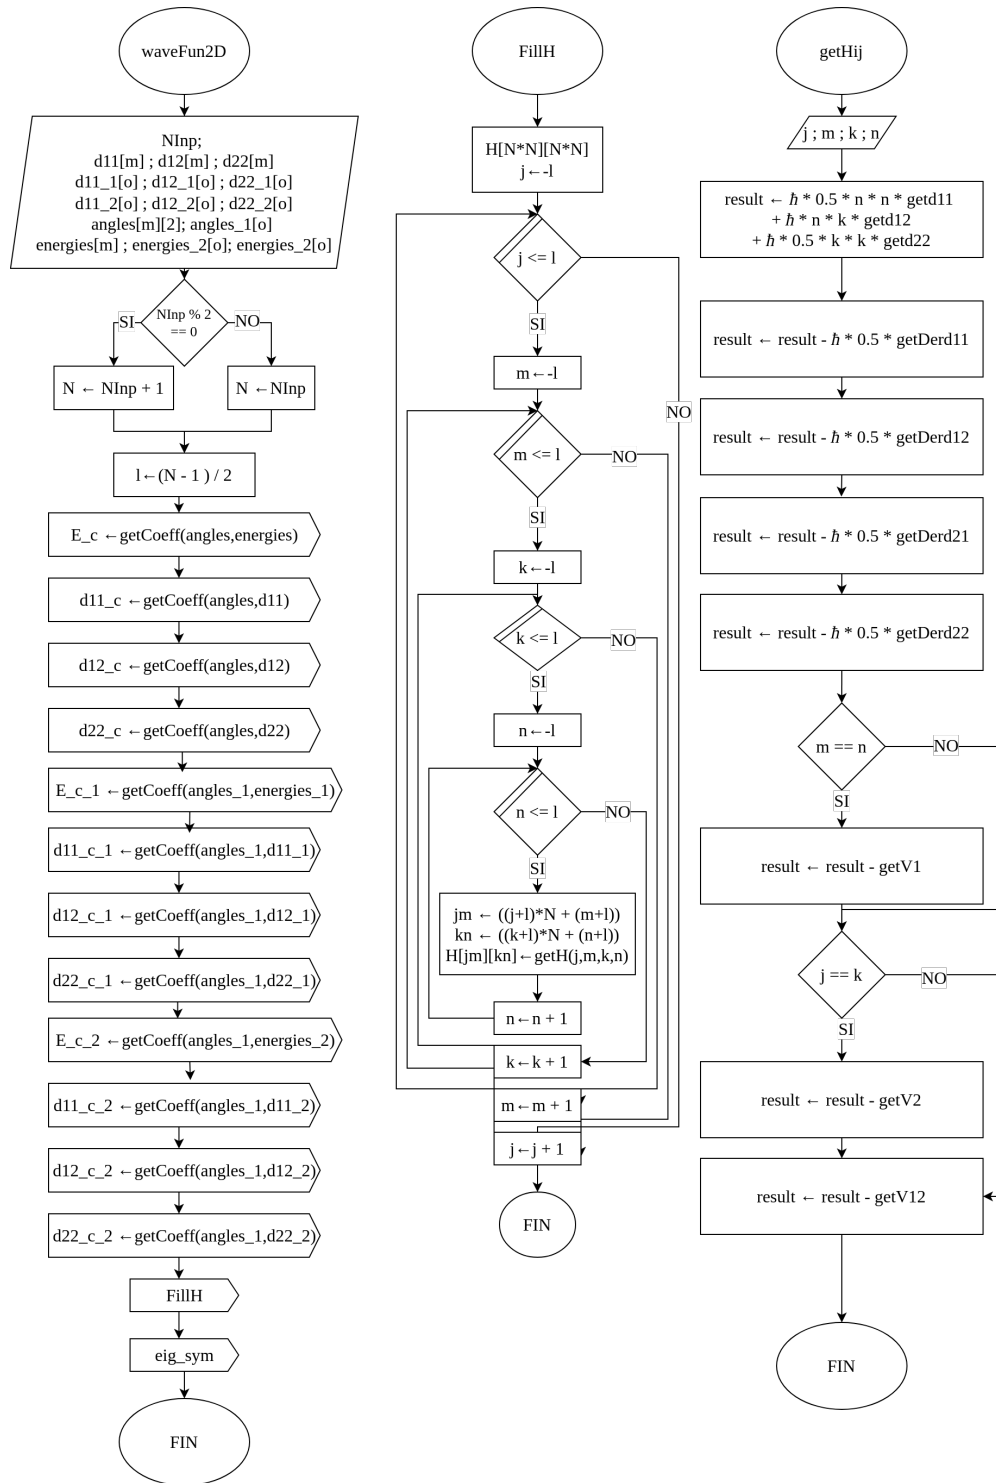 waveFun2D
NInp;
d11[m] ; d12[m] ; d22[m]
d11_1[o] ; d12_1[o] ; d22_1[o]
d11_2[o] ; d12_2[o] ; d22_2[o]
angles[m][2]; angles_1[o]
energies[m] ; energies_2[o]; energies_2[o]
NInp % 2
== 0
SI
NO
N ← NInp + 1
N ←NInp
l←(N - 1 ) / 2
E_c ←getCoeff(angles,energies)
d11_c ←getCoeff(angles,d11)
d12_c ←getCoeff(angles,d12)
d22_c ←getCoeff(angles,d22)
E_c_1 ←getCoeff(angles_1,energies_1)
d11_c_1 ←getCoeff(angles_1,d11_1)
d12_c_1 ←getCoeff(angles_1,d12_1)
d22_c_1 ←getCoeff(angles_1,d22_1)
E_c_2 ←getCoeff(angles_1,energies_2)
d11_c_2 ←getCoeff(angles_1,d11_2)
d12_c_2 ←getCoeff(angles_1,d12_2)
d22_c_2 ←getCoeff(angles_1,d22_2)
FillH
eig_sym
FIN
FillH
H[N*N][N*N]
j←-l
j <= l
SI
NO
m←-l
m <= l
NO
SI
k←-l
k <= l
NO
SI
n←-l
n <= l
NO
SI
jm ← ((j+l)*N + (m+l))
kn ← ((k+l)*N + (n+l))
H[jm][kn]←getH(j,m,k,n)
n←n + 1
k←k + 1
m←m + 1
j←j + 1
FIN
getHij
j ; m ; k ; n
result ← ℏ * 0.5 * n * n * getd11
+ ℏ * n * k * getd12
+ ℏ * 0.5 * k * k * getd22
result ← result - ℏ * 0.5 * getDerd11
result ← result - ℏ * 0.5 * getDerd12
result ← result - ℏ * 0.5 * getDerd21
result ← result - ℏ * 0.5 * getDerd22
m == n
NO
SI
result ← result - getV1
j == k
NO
SI
result ← result - getV2
result ← result - getV12
FIN